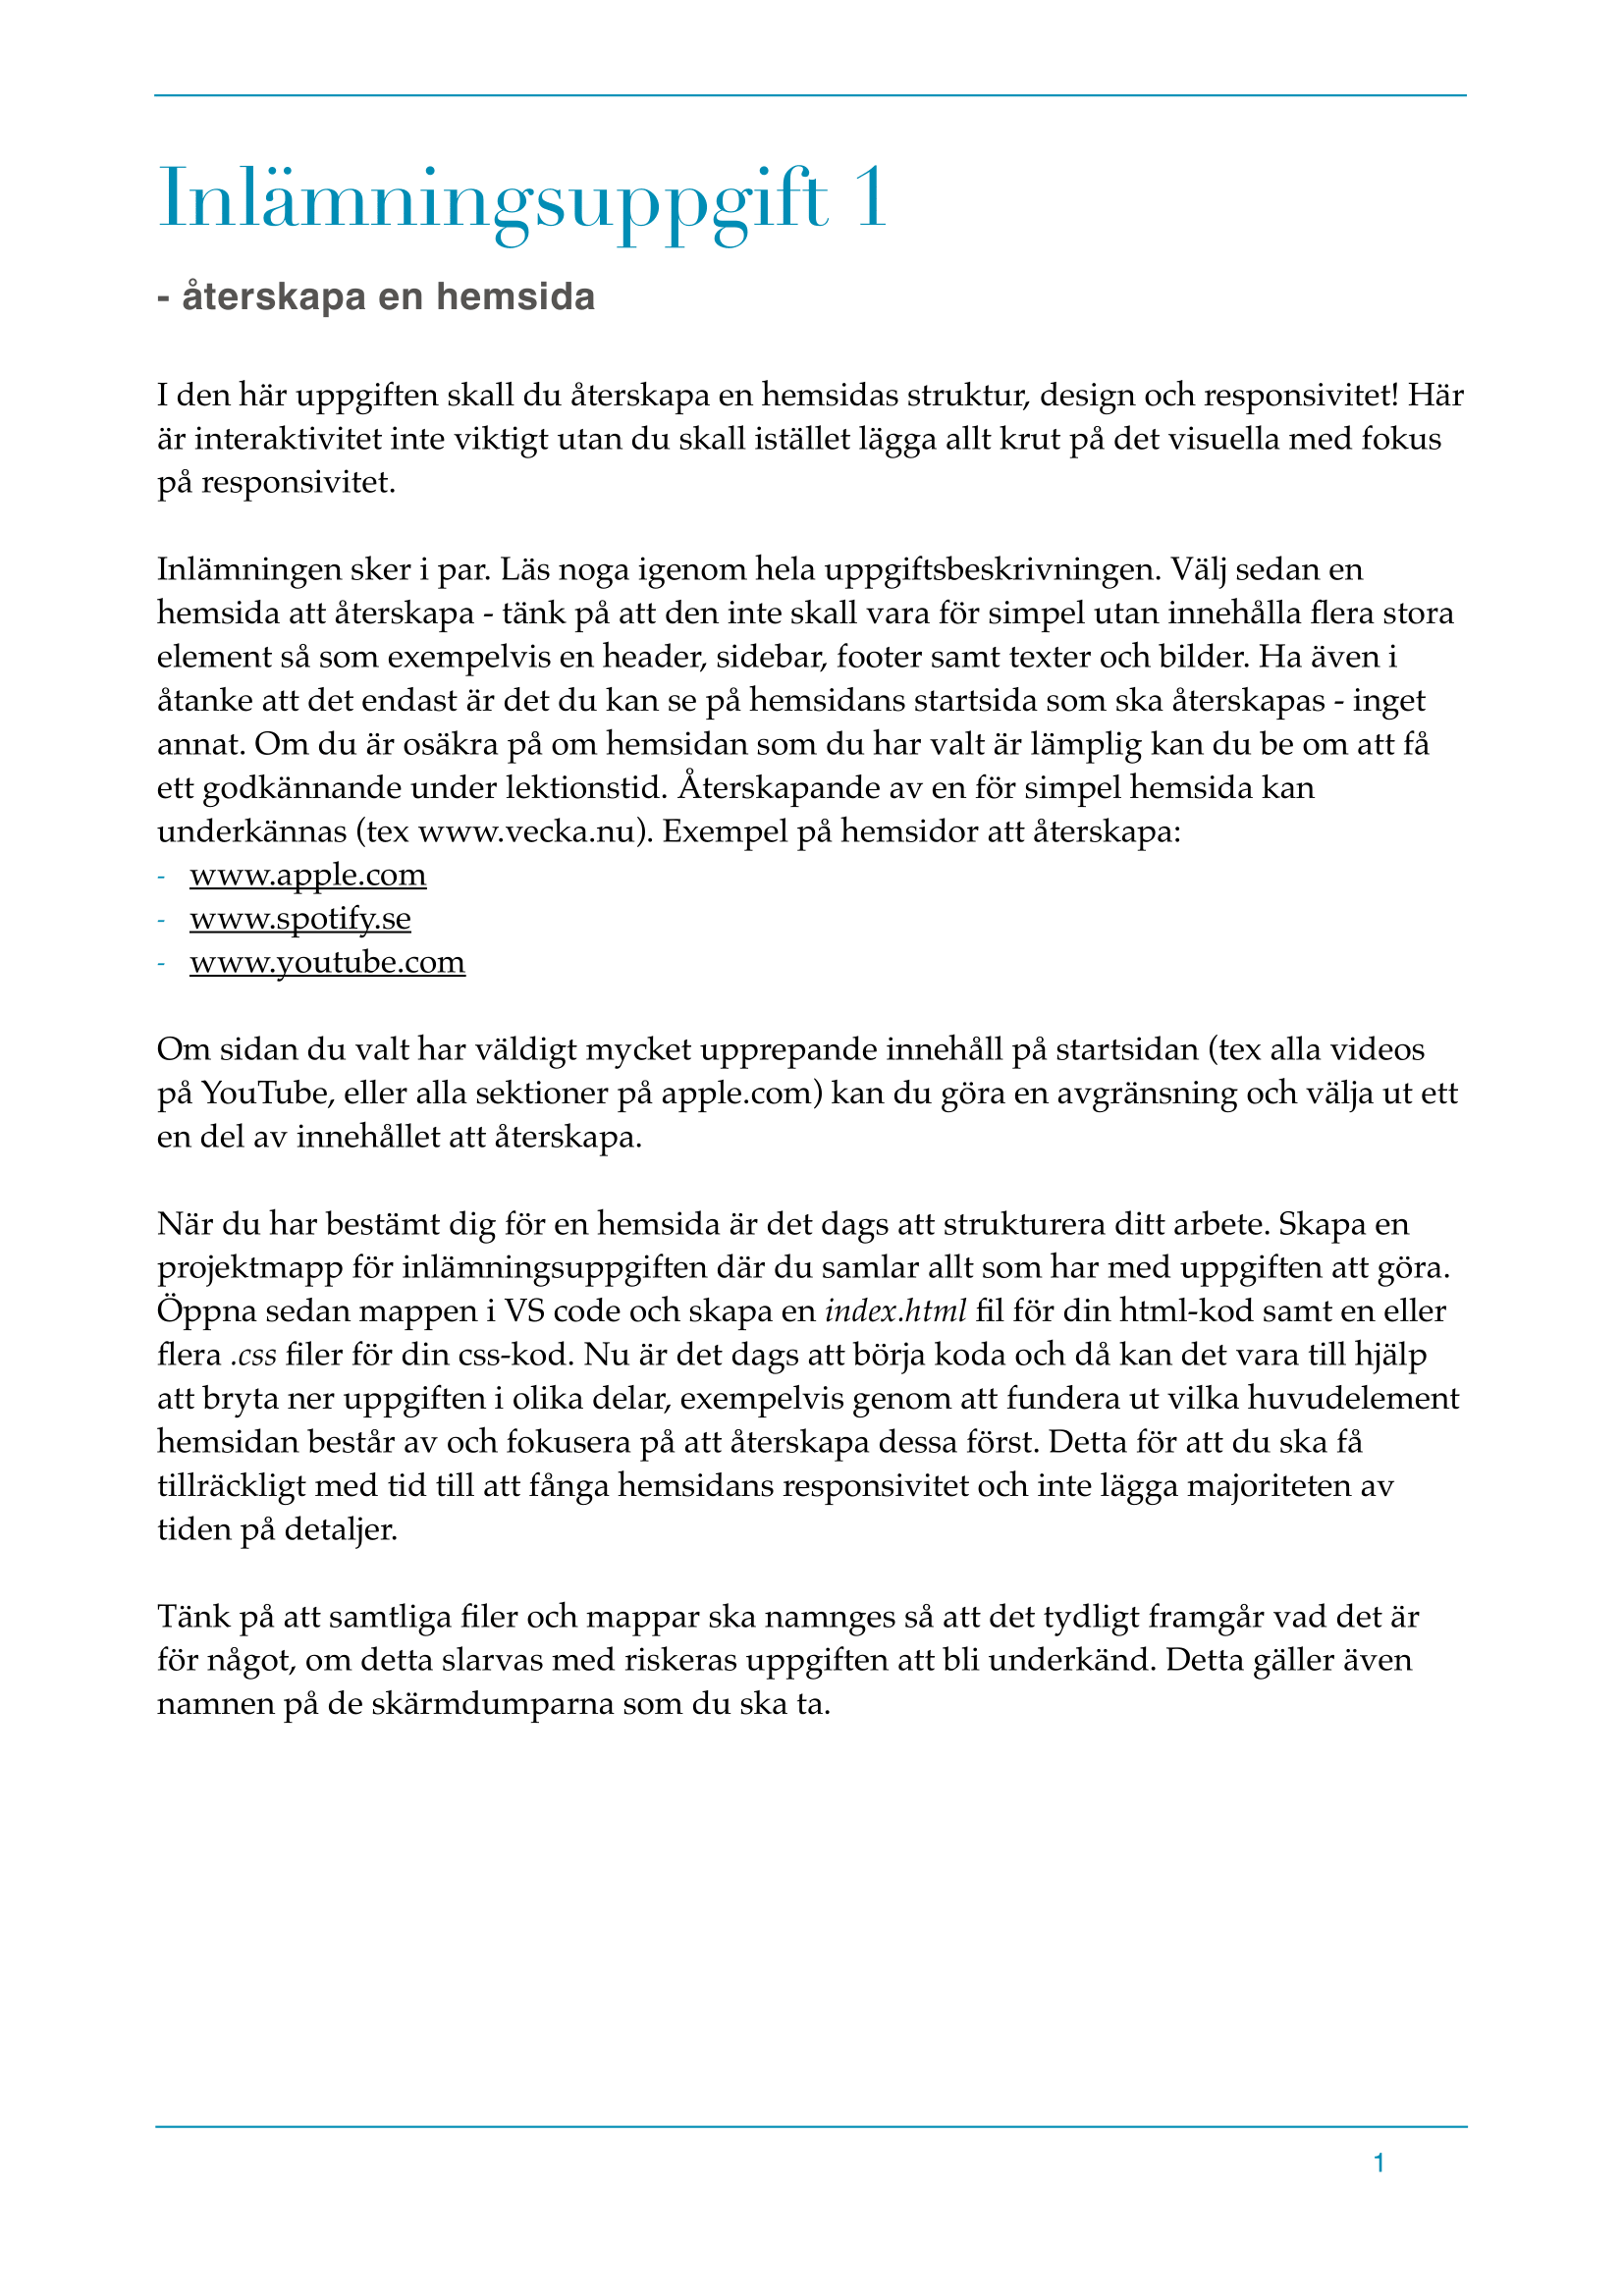 Inlämningsuppgift 1
- återskapa en hemsida
I den här uppgiften skall du återskapa en hemsidas struktur, design och responsivitet! Här
är interaktivitet inte viktigt utan du skall istället lägga allt krut på det visuella med fokus
på responsivitet.
Inlämningen sker i par. Läs noga igenom hela uppgiftsbeskrivningen. Välj sedan en
hemsida att återskapa - tänk på att den inte skall vara för simpel utan innehålla flera stora
element så som exempelvis en header, sidebar, footer samt texter och bilder. Ha även i
åtanke att det endast är det du kan se på hemsidans startsida som ska återskapas - inget
annat. Om du är osäkra på om hemsidan som du har valt är lämplig kan du be om att få
ett godkännande under lektionstid. Återskapande av en för simpel hemsida kan
underkännas (tex www.vecka.nu). Exempel på hemsidor att återskapa:
- www.apple.com
- www.spotify.se
- www.youtube.com
Om sidan du valt har väldigt mycket upprepande innehåll på startsidan (tex alla videos
på YouTube, eller alla sektioner på apple.com) kan du göra en avgränsning och välja ut ett
en del av innehållet att återskapa.
När du har bestämt dig för en hemsida är det dags att strukturera ditt arbete. Skapa en
projektmapp för inlämningsuppgiften där du samlar allt som har med uppgiften att göra.
Öppna sedan mappen i VS code och skapa en index.html fil för din html-kod samt en eller
flera .css filer för din css-kod. Nu är det dags att börja koda och då kan det vara till hjälp
att bryta ner uppgiften i olika delar, exempelvis genom att fundera ut vilka huvudelement
hemsidan består av och fokusera på att återskapa dessa först. Detta för att du ska få
tillräckligt med tid till att fånga hemsidans responsivitet och inte lägga majoriteten av
tiden på detaljer.
Tänk på att samtliga filer och mappar ska namnges så att det tydligt framgår vad det är
för något, om detta slarvas med riskeras uppgiften att bli underkänd. Detta gäller även
namnen på de skärmdumparna som du ska ta.
1